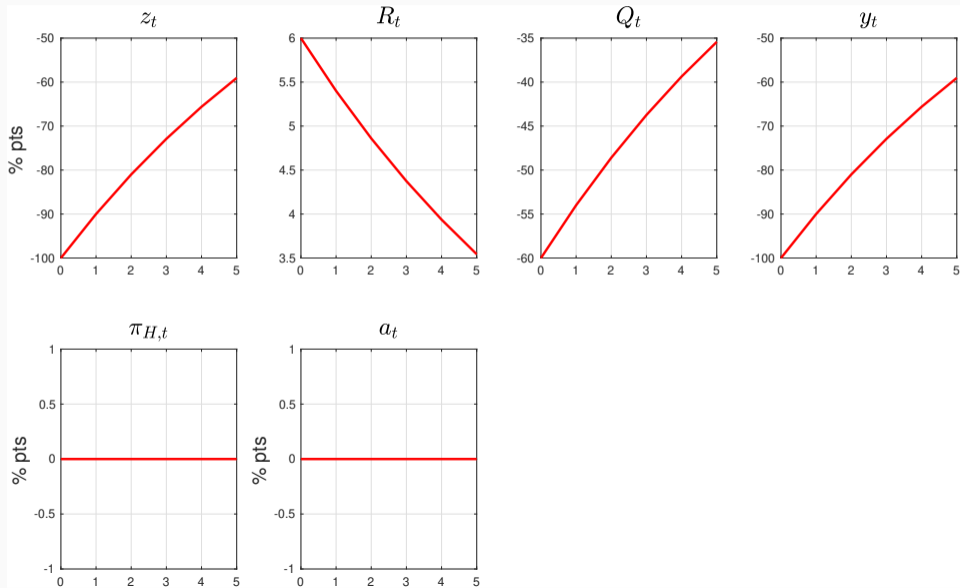 z_t R_t Q_t y_t
-50 6 -35 -50
-60 5.5 -40 -60
-70 5 -45 -70
-80 4.5 -50 -80
-90 4 -55 -90
-100 3.5 -60 -100
% pts
0 1 2 3 4 5 0 1 2 3 4 5 0 1 2 3 4 5 0 1 2 3 4 5
π_{H,t} a_t
1 1
0.5 0.5
0 0
-0.5 -0.5
-1 -1
% pts % pts
0 1 2 3 4 5 0 1 2 3 4 5